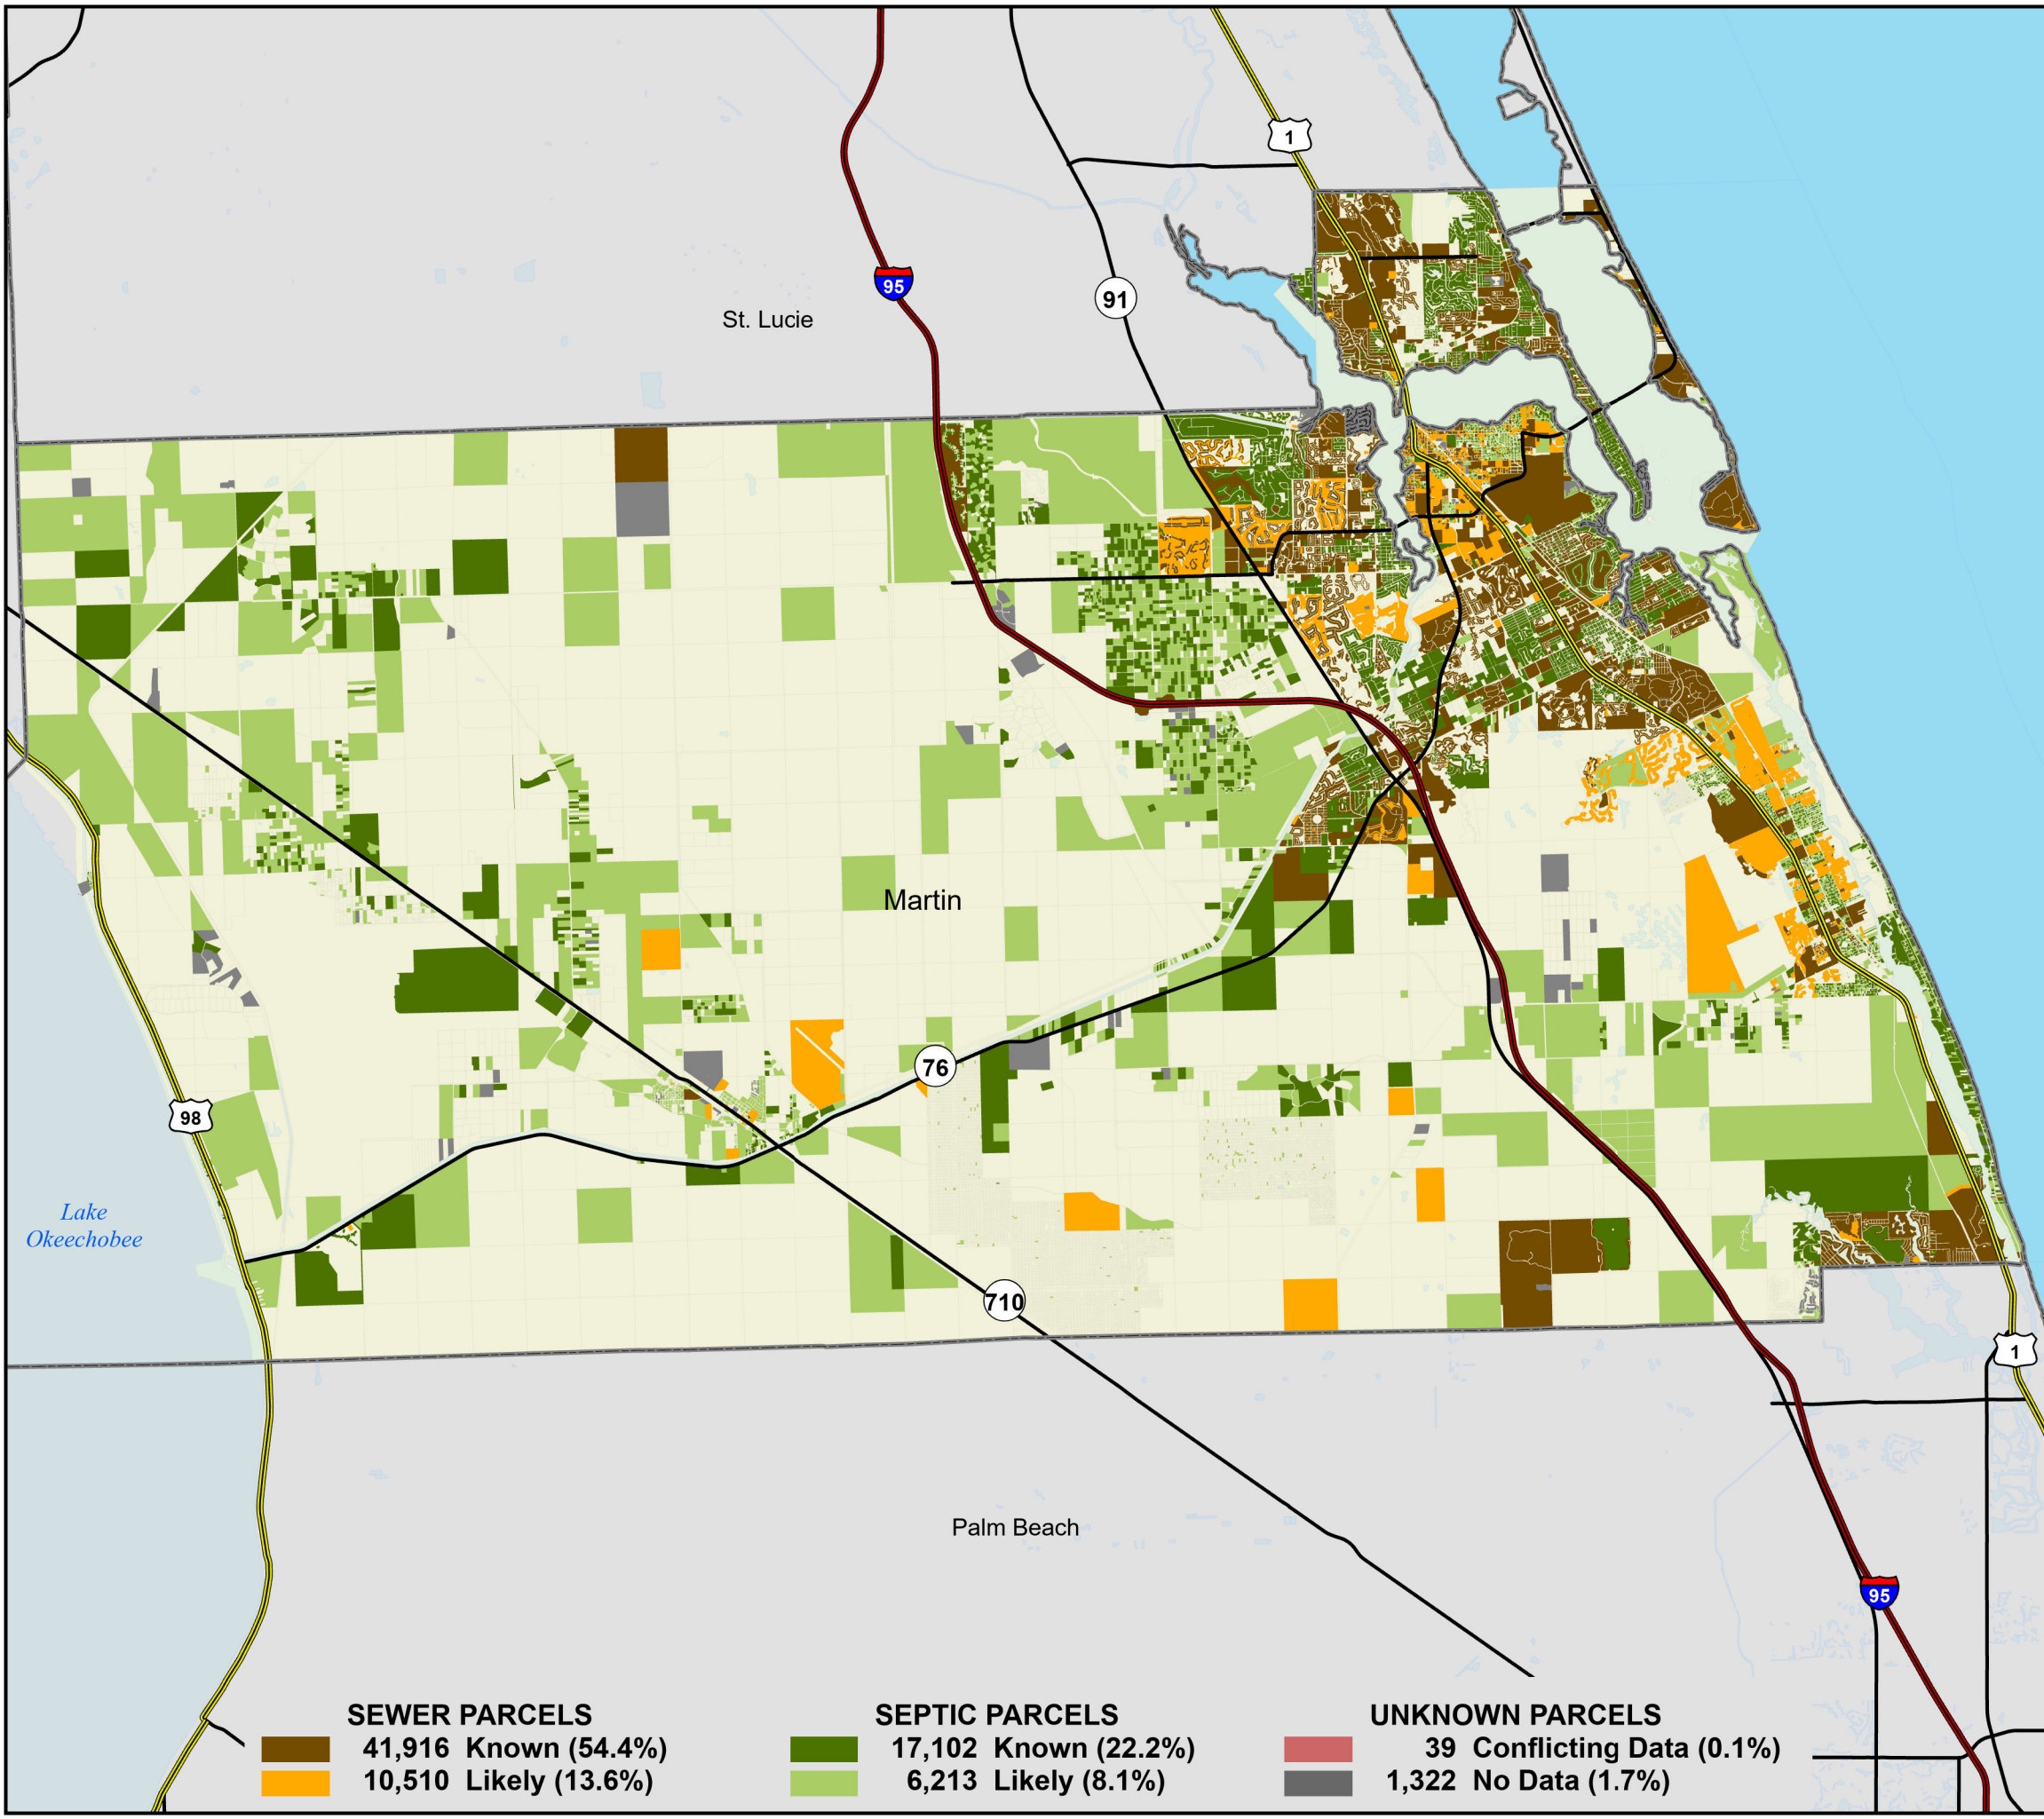 1
95
91
St. Lucie
Martin
76
98
Lake
Okeechobee
710
1
Palm Beach
95
SEWER PARCELS
41,916 Known (54.4%)
10,510 Likely (13.6%)
SEPTIC PARCELS
17,102 Known (22.2%)
6,213 Likely (8.1%)
UNKNOWN PARCELS
39 Conflicting Data (0.1%)
1,322 No Data (1.7%)